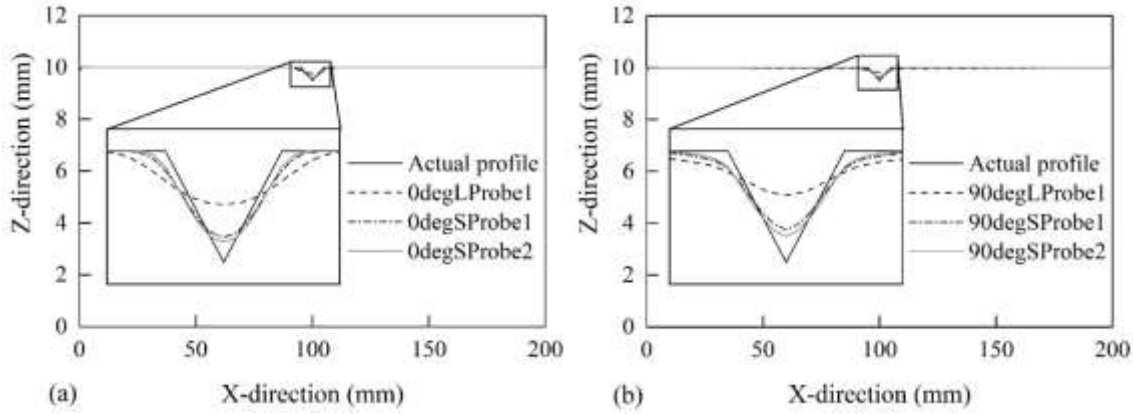 12
10
8
6
4
2
0
Z-direction (mm)
Actual profile
0degLProbe1
0degSProbe1
0degSProbe2
0 50 100 150 200
X-direction (mm)
(a)
12
10
8
6
4
2
0
Z-direction (mm)
Actual profile
90degLProbe1
90degSProbe1
90degSProbe2
0 50 100 150 200
X-direction (mm)
(b)